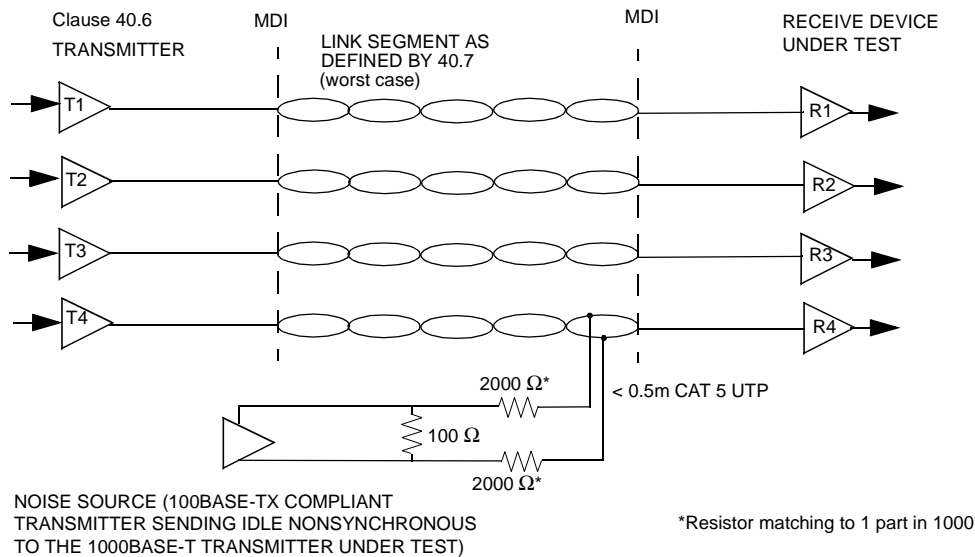 Clause 40.6
TRANSMITTER
MDI
LINK SEGMENT AS
DEFINED BY 40.7
(worst case)
MDI
RECEIVE DEVICE
UNDER TEST
T1
R1
T2
R2
T3
R3
T4
R4
2000 Ω*
< 0.5m CAT 5 UTP
100 Ω
2000 Ω*
NOISE SOURCE (100BASE-TX COMPLIANT
TRANSMITTER SENDING IDLE NONSYNCHRONOUS
TO THE 1000BASE-T TRANSMITTER UNDER TEST)
*Resistor matching to 1 part in 1000